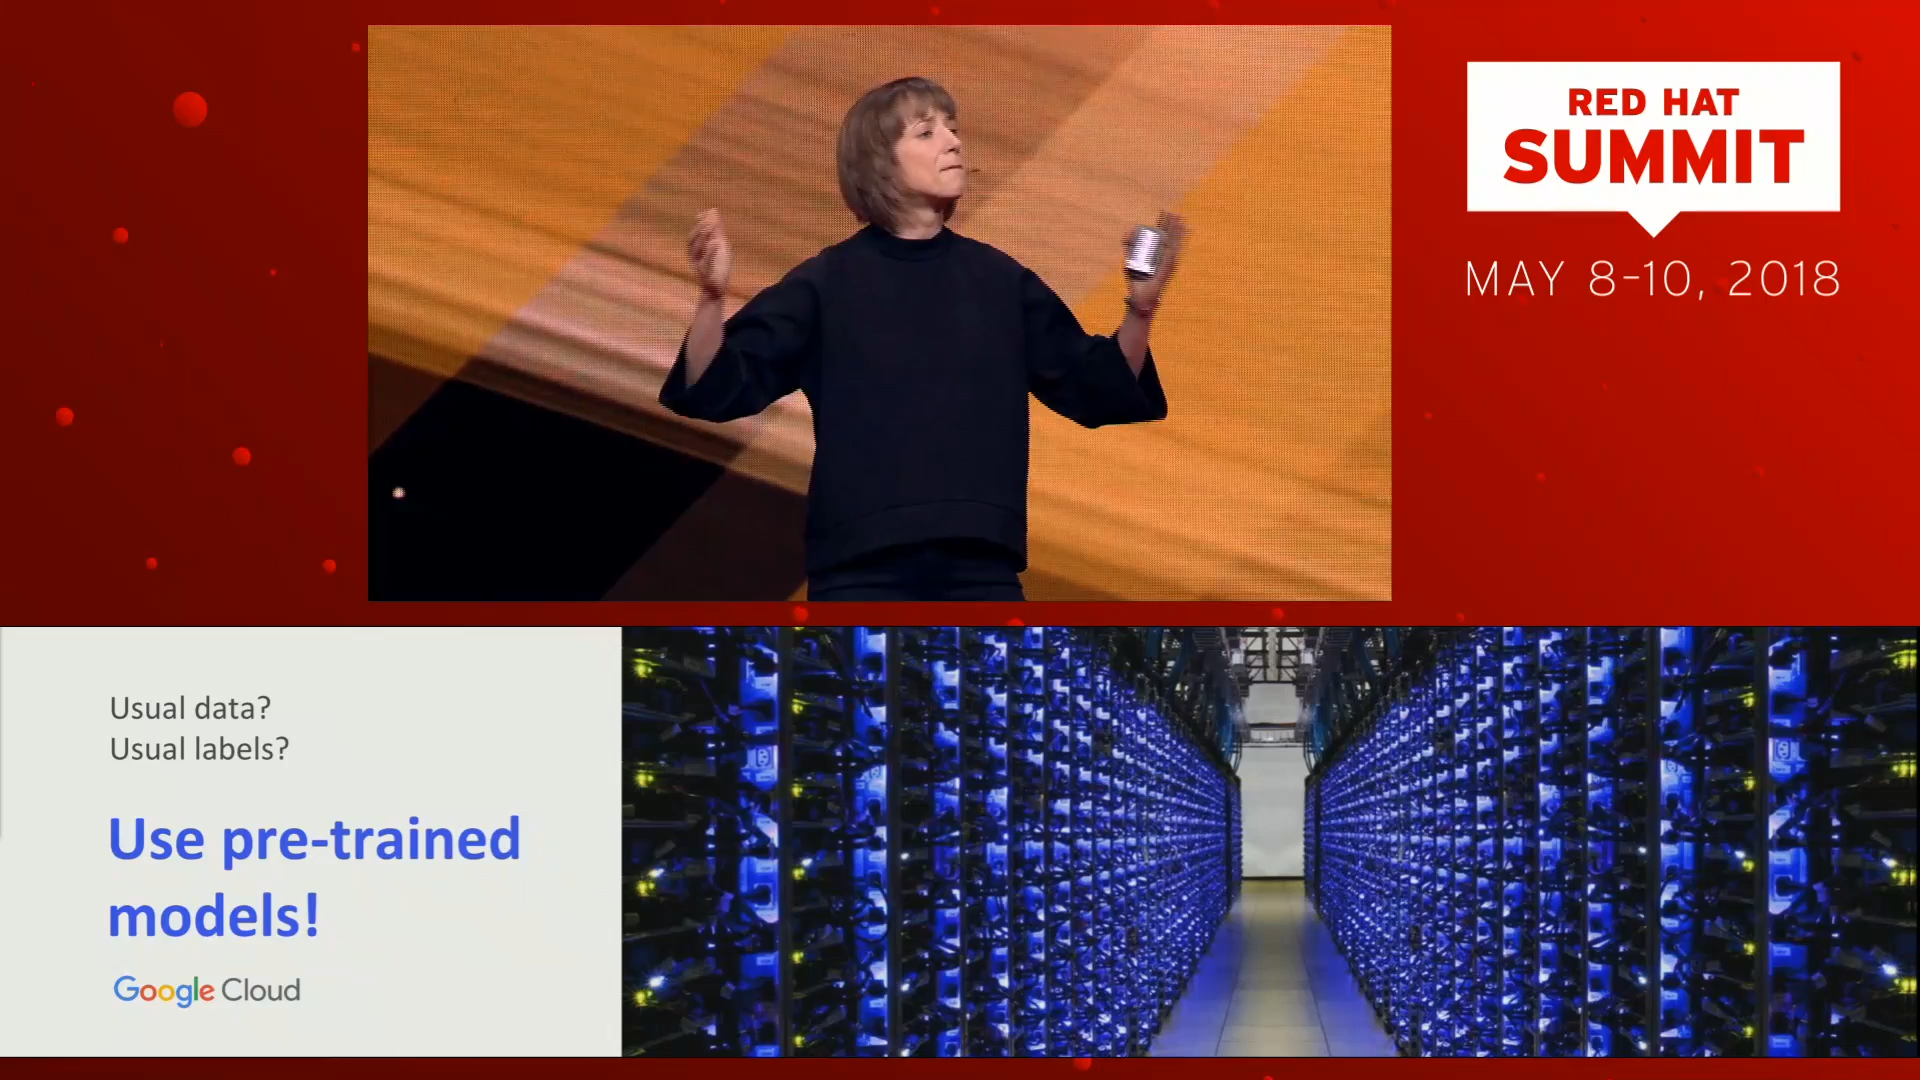 RED HAT
SUMMIT
MAY 8-10, 2018
Usual data?
Usual labels?
Use pre-trained
models!
Google Cloud